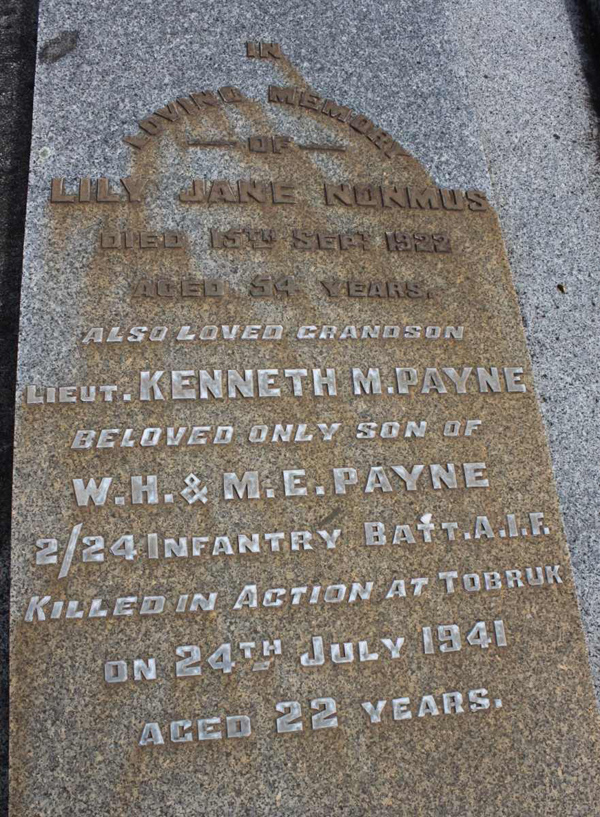 IN
LOVING MEMORY
— OF —
LILY JANE NONMUS
DIED 15TH SEPT 1922
AGED 54 YEARS.
ALSO LOVED GRANDSON
LIEUT. KENNETH M. PAYNE
BELOVED ONLY SON OF
W.H. & M.E. PAYNE
2/24 INFANTRY BATT. A.I.F.
KILLED IN ACTION AT TOBRUK
ON 24TH JULY 1941
AGED 22 YEARS.